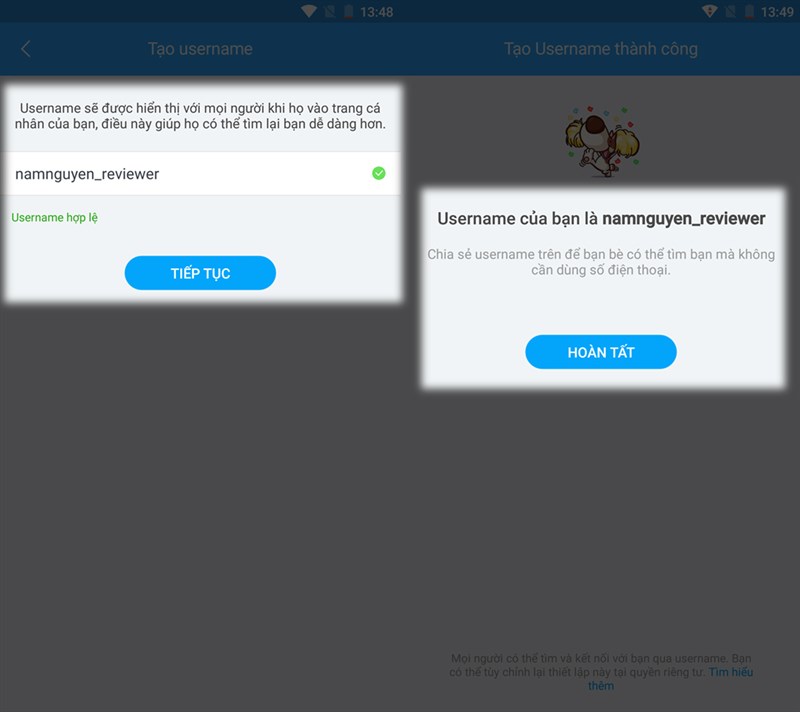 13:48
Tạo username
Username sẽ được hiển thị với mọi người khi họ vào trang cá
nhân của bạn, điều này giúp họ có thể tìm lại bạn dễ dàng hơn.
namnguyen_reviewer
Username hợp lệ
TIẾP TỤC
13:49
Tạo Username thành công
Username của bạn là namnguyen_reviewer
Chia sẻ username trên để bạn bè có thể tìm bạn mà không
cần dùng số điện thoại.
HOÀN TẤT
Mọi người có thể tìm và kết nối với bạn qua username. Bạn
có thể tùy chỉnh lại thiết lập này tại quyền riêng tư. Tìm hiểu
thêm